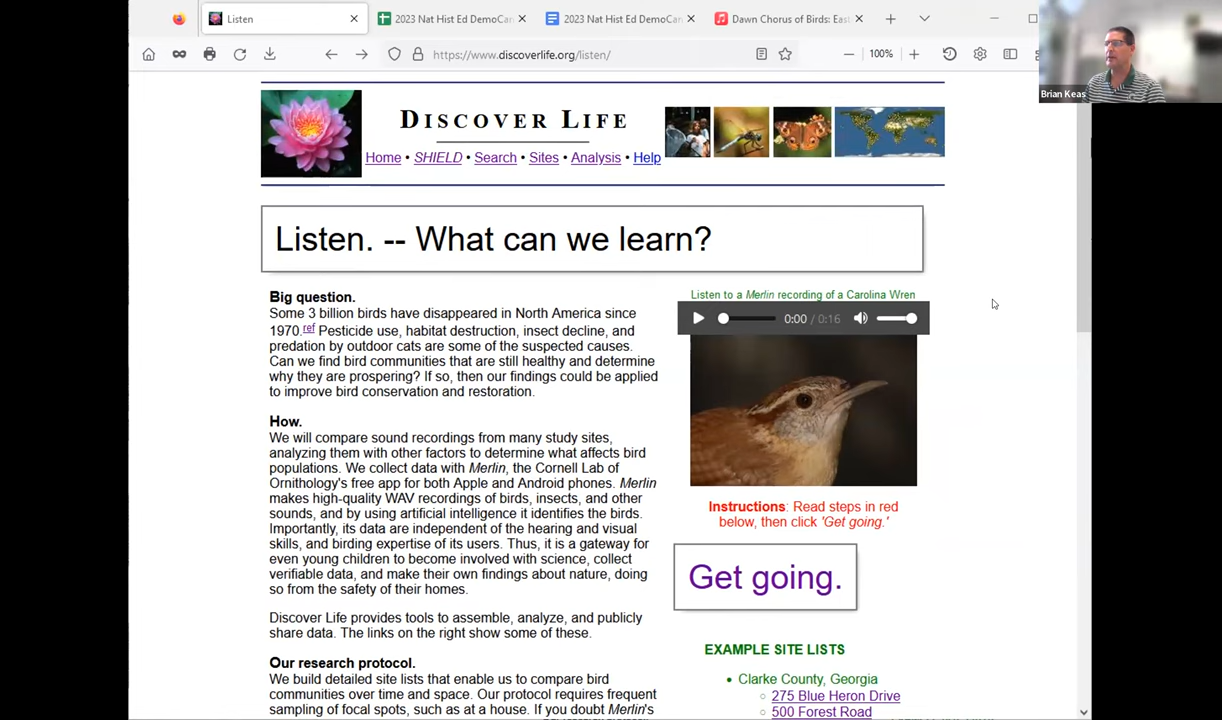 Listen
2023 Nat Hist Ed DemoCan
2023 Nat Hist Ed DemoCan
Dawn Chorus of Birds: East
https://www.discoverlife.org/listen/
100%
Brian Keas
DISCOVER LIFE
Home • SHIELD • Search • Sites • Analysis • Help
Listen. -- What can we learn?
Big question.
Some 3 billion birds have disappeared in North America since
1970.ref Pesticide use, habitat destruction, insect decline, and
predation by outdoor cats are some of the suspected causes.
Can we find bird communities that are still healthy and determine
why they are prospering? If so, then our findings could be applied
to improve bird conservation and restoration.
How.
We will compare sound recordings from many study sites,
analyzing them with other factors to determine what affects bird
populations. We collect data with Merlin, the Cornell Lab of
Ornithology's free app for both Apple and Android phones. Merlin
makes high-quality WAV recordings of birds, insects, and other
sounds, and by using artificial intelligence it identifies the birds.
Importantly, its data are independent of the hearing and visual
skills, and birding expertise of its users. Thus, it is a gateway for
even young children to become involved with science, collect
verifiable data, and make their own findings about nature, doing
so from the safety of their homes.
Discover Life provides tools to assemble, analyze, and publicly
share data. The links on the right show some of these.
Our research protocol.
We build detailed site lists that enable us to compare bird
communities over time and space. Our protocol requires frequent
sampling of focal spots, such as at a house. If you doubt Merlin's
Listen to a Merlin recording of a Carolina Wren
0:00 / 0:16
Instructions: Read steps in red
below, then click 'Get going.'
Get going.
EXAMPLE SITE LISTS
• Clarke County, Georgia
275 Blue Heron Drive
500 Forest Road